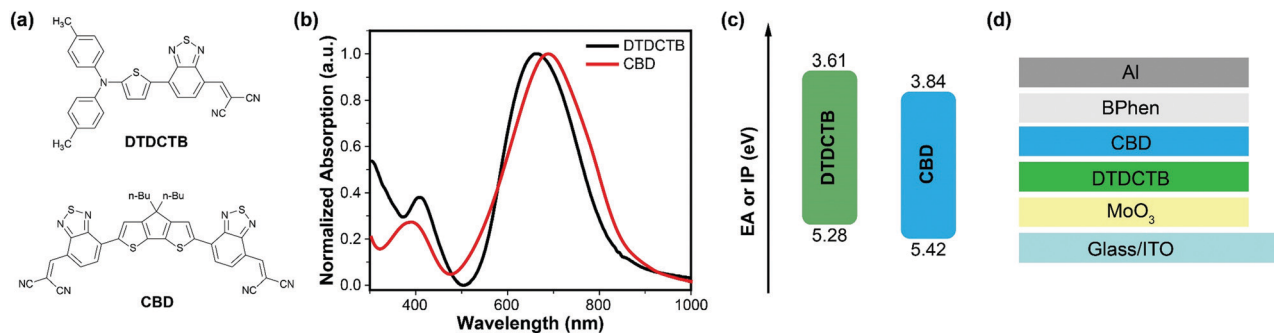 (a)
H₃C
S
N N
N
S
CN
NC
H₃C
DTDCTB
n-Bu n-Bu
S
N N
S
N N
S S
NC
CN
NC
CN
CBD
(b)
Normalized Absorption (a.u.)
1.0
0.8
0.6
0.4
0.2
0.0
DTDCTB
CBD
400 600 800 1000
Wavelength (nm)
(c)
EA or IP (eV)
3.61
DTDCTB
5.28
3.84
CBD
5.42
(d)
Al
BPhen
CBD
DTDCTB
MoO₃
Glass/ITO